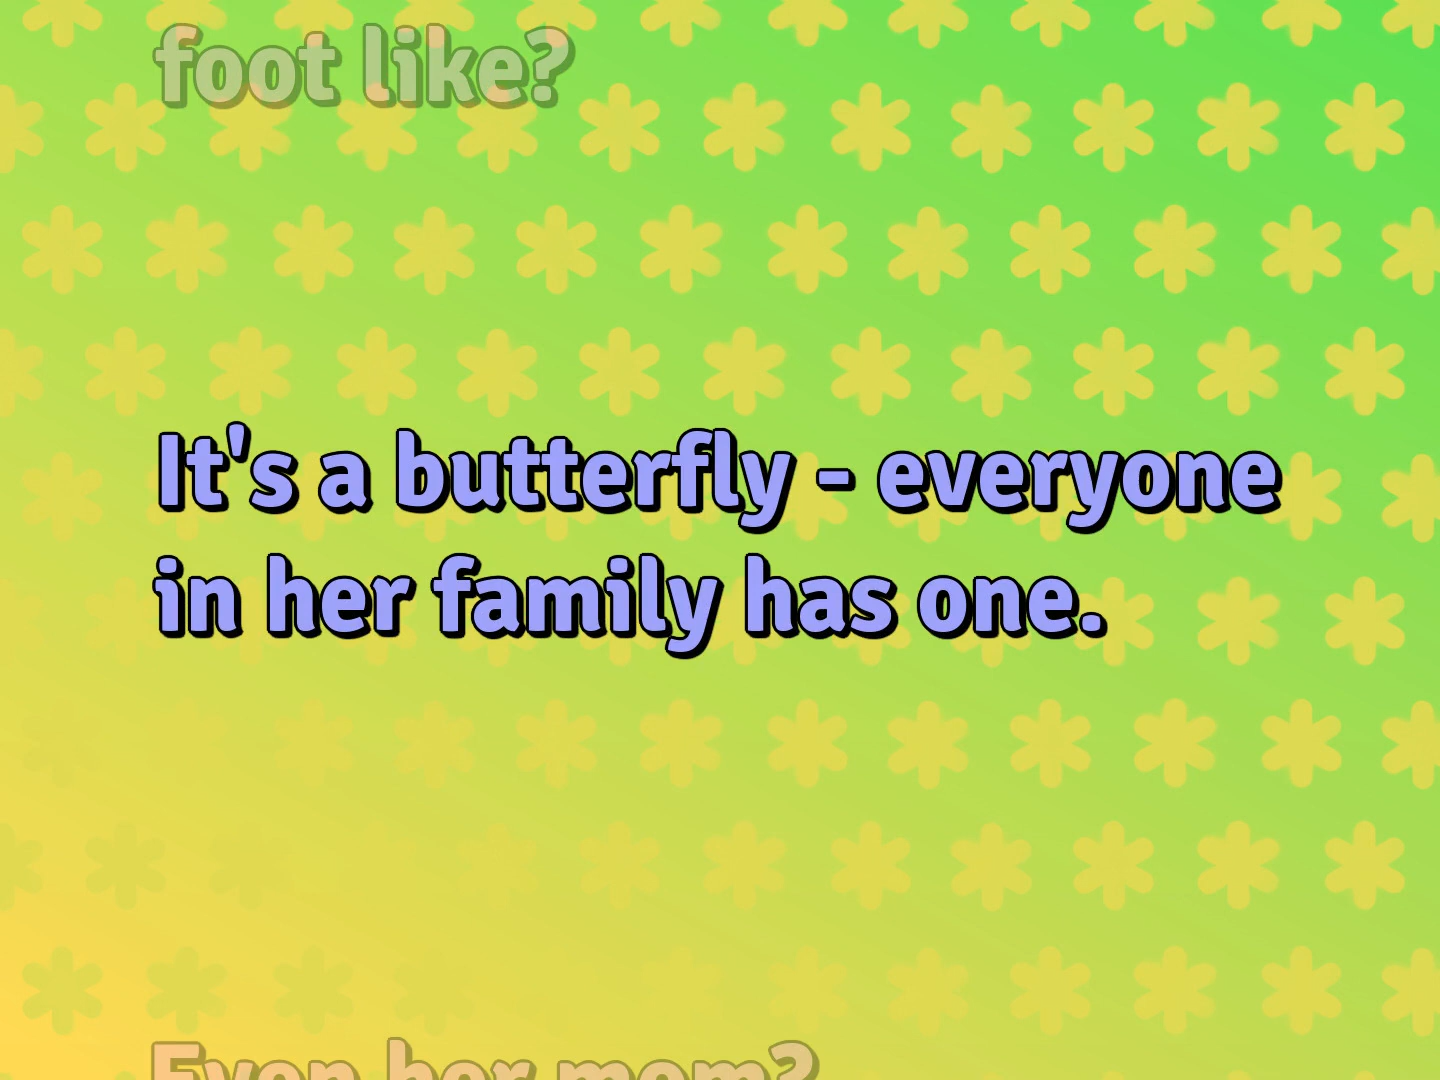 foot like?
It's a butterfly - everyone
in her family has one.
Even her mom?